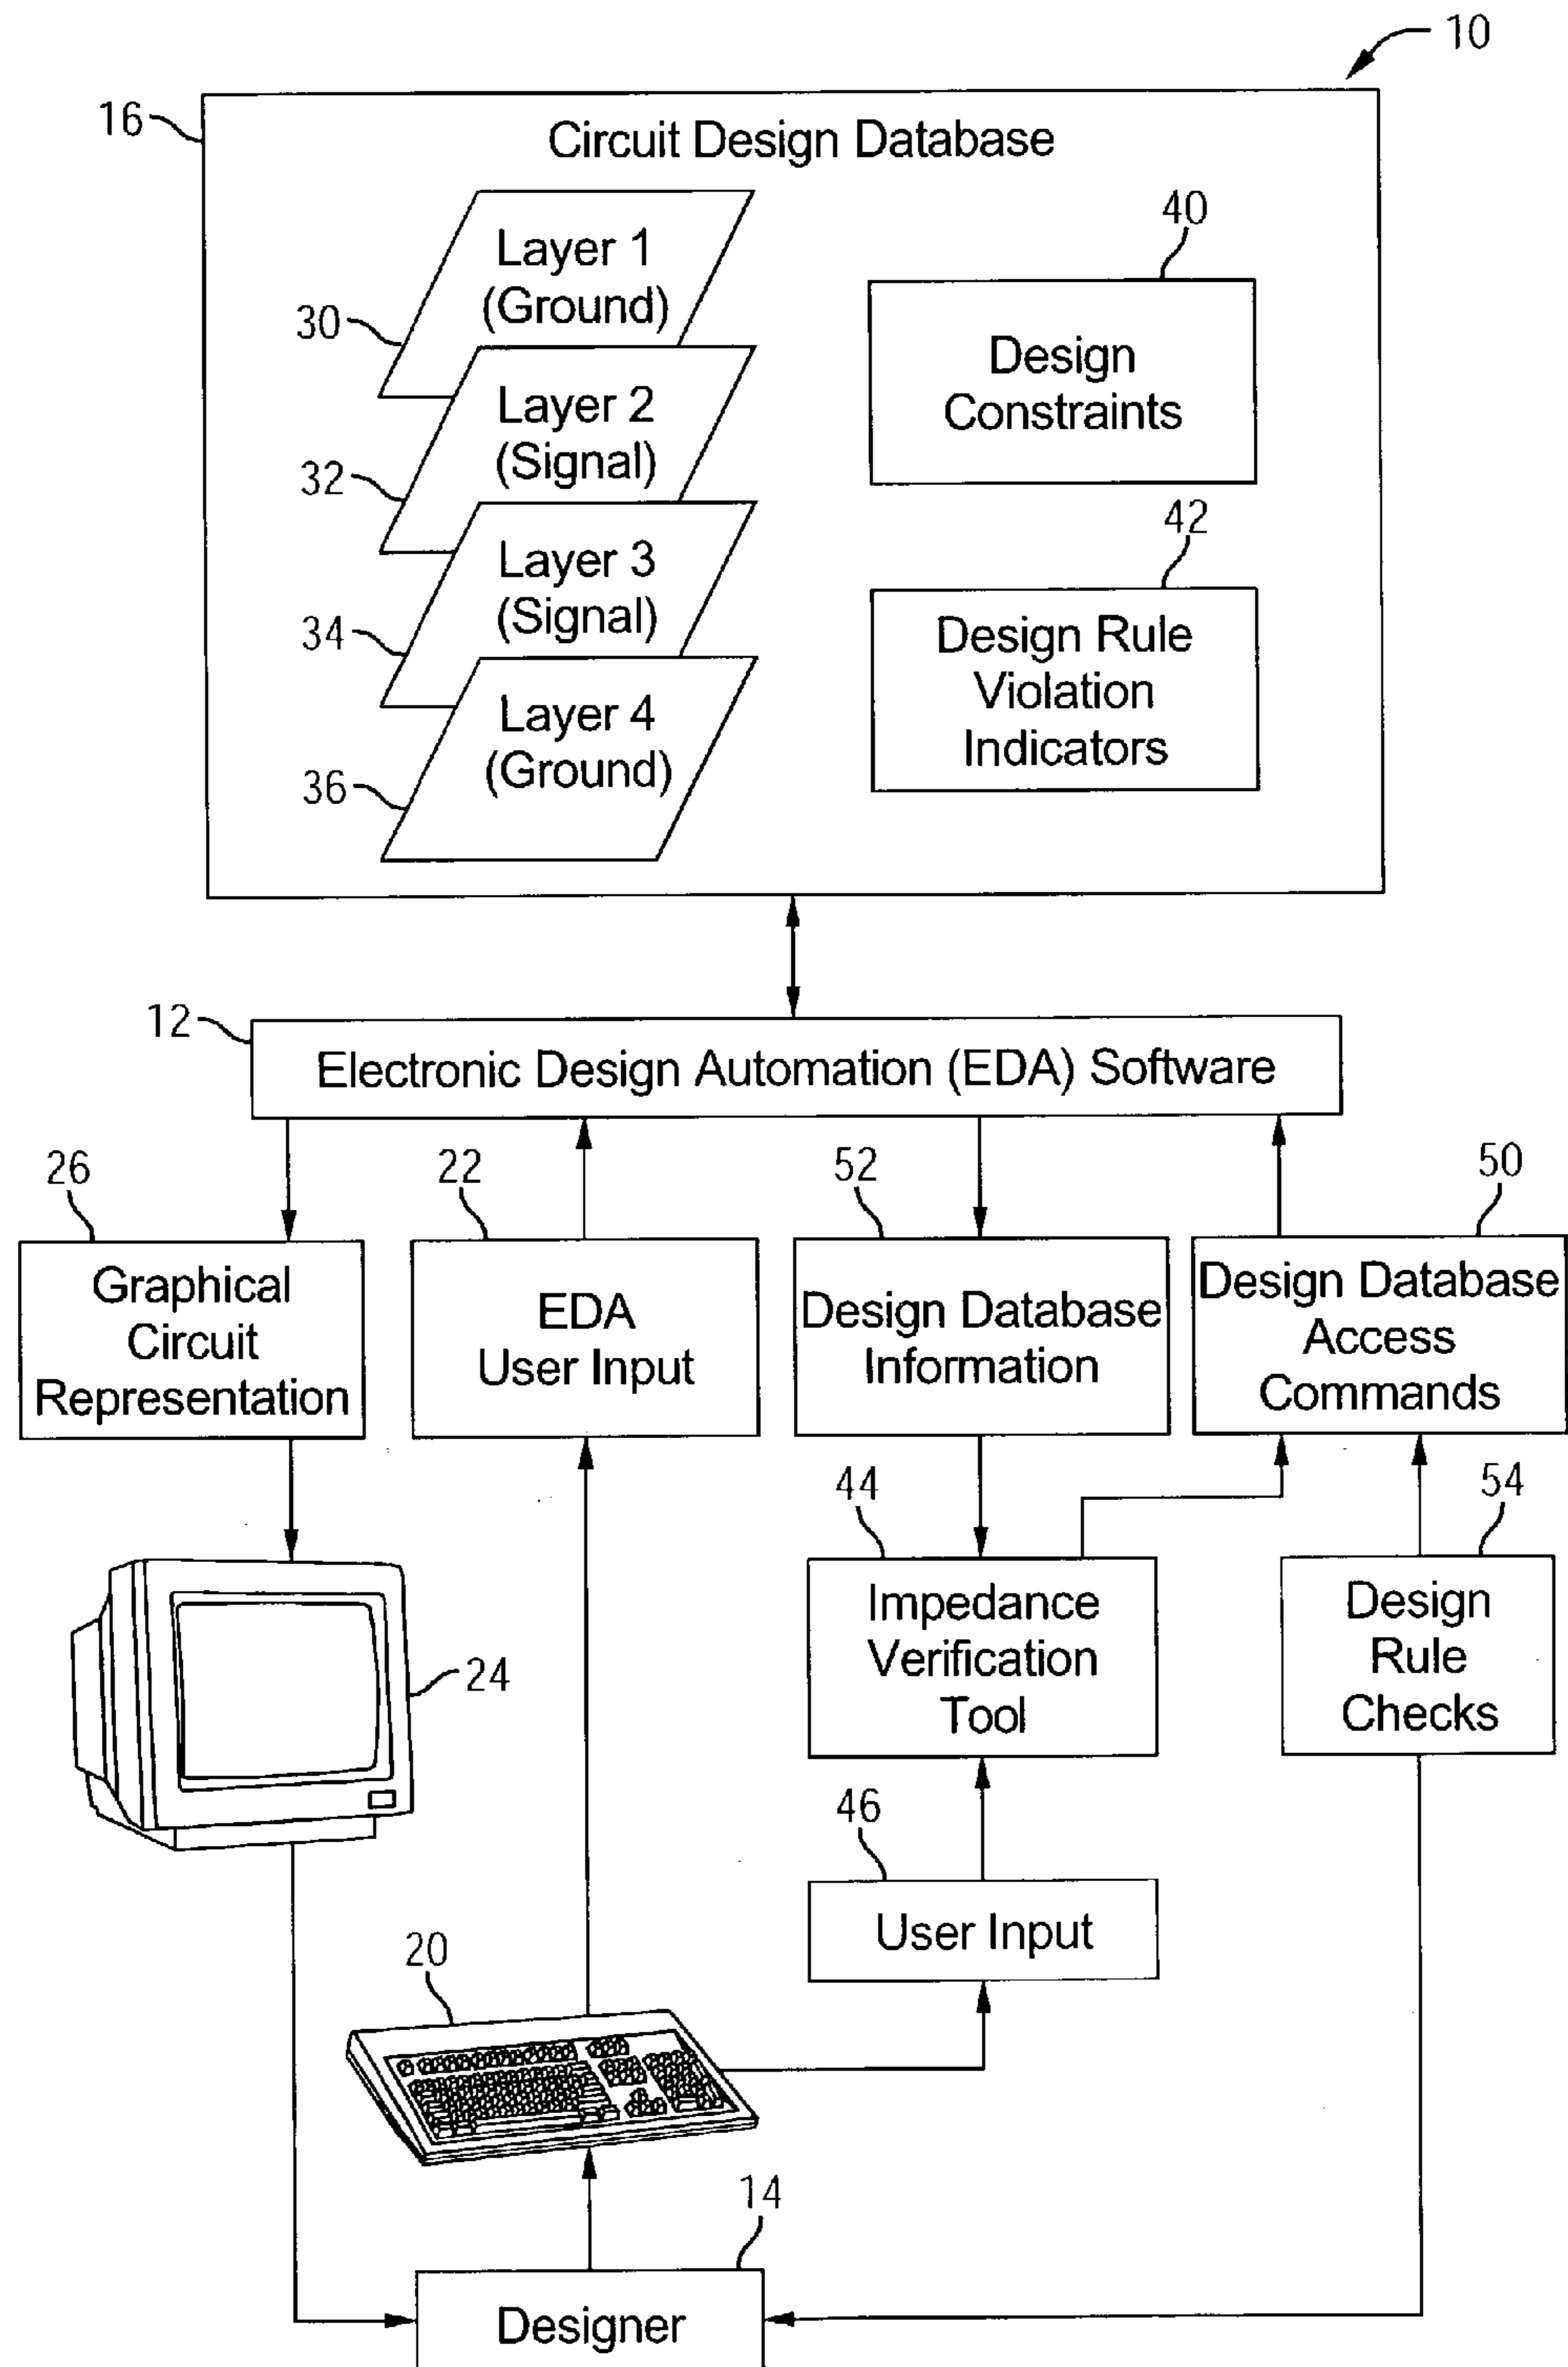 10
16
Circuit Design Database
Layer 1
(Ground)
30
Layer 2
(Signal)
32
Layer 3
(Signal)
34
Layer 4
(Ground)
36
40
Design
Constraints
42
Design Rule
Violation
Indicators
12
Electronic Design Automation (EDA) Software
26
Graphical
Circuit
Representation
22
EDA
User Input
52
Design Database
Information
50
Design Database
Access
Commands
24
44
Impedance
Verification
Tool
54
Design
Rule
Checks
46
User Input
20
14
Designer